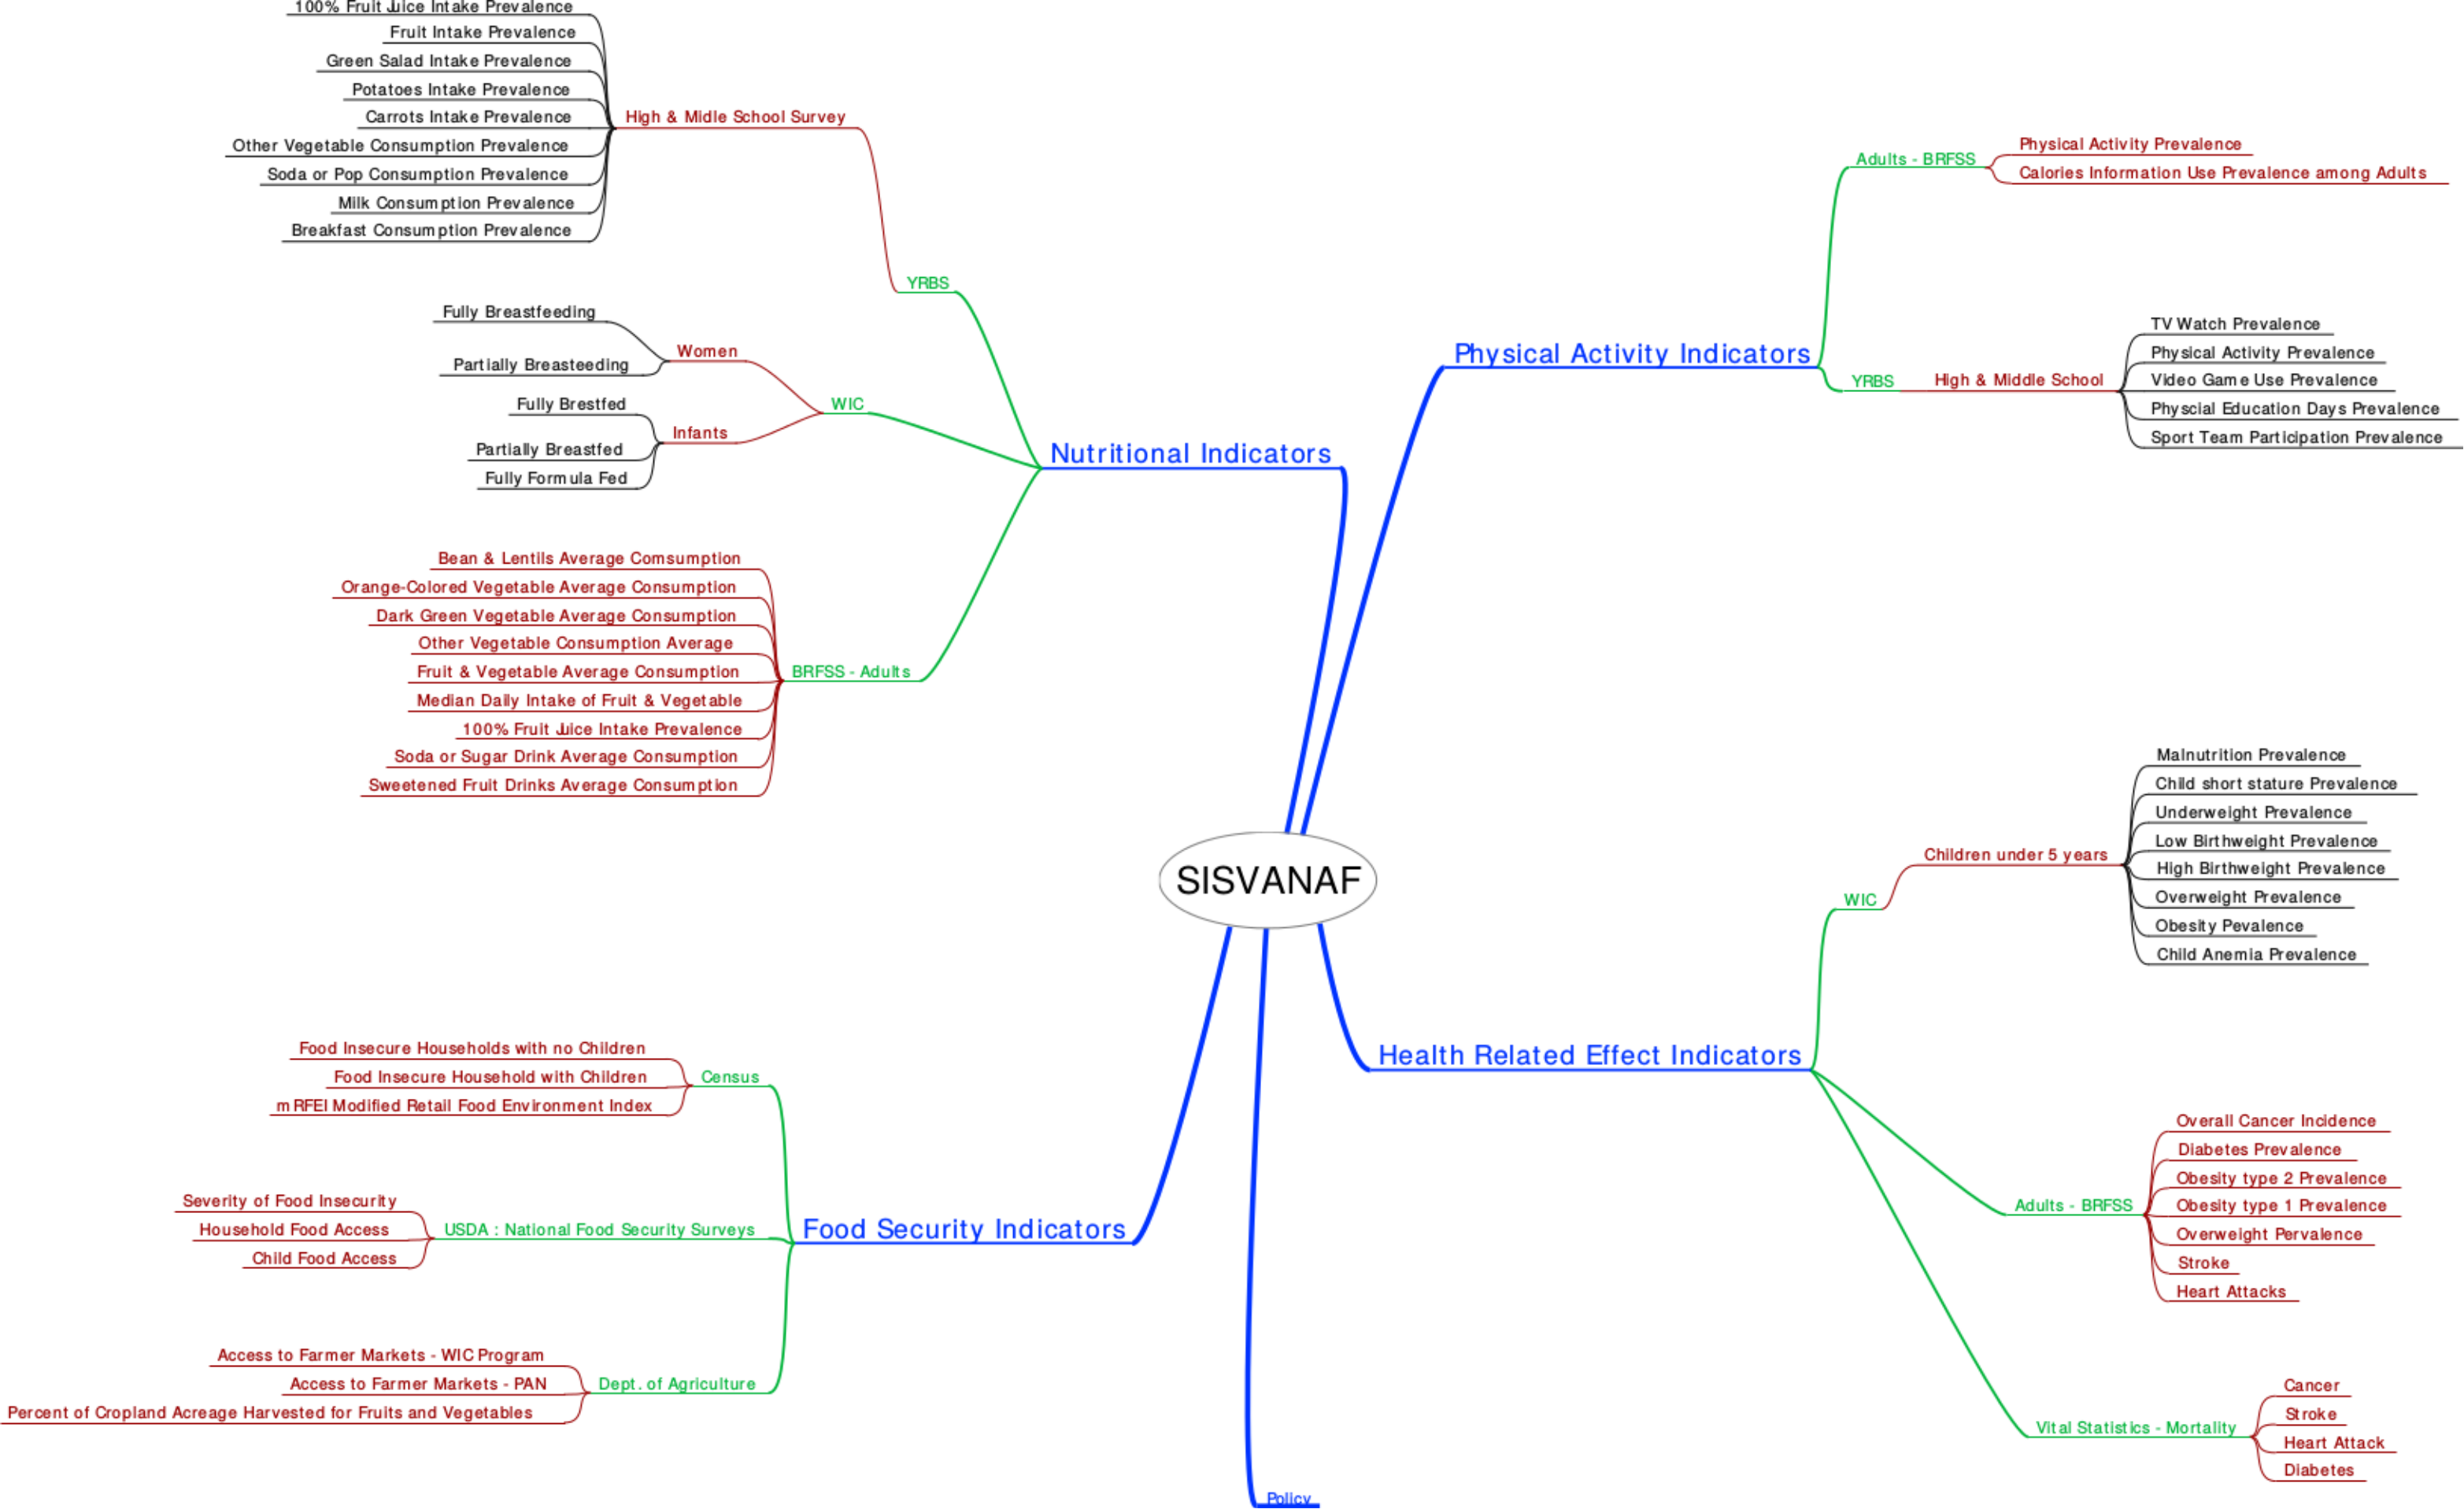 100% Fruit Juice Intake Prevalence
Fruit Intake Prevalence
Green Salad Intake Prevalence
Potatoes Intake Prevalence
Carrots Intake Prevalence
Other Vegetable Consumption Prevalence
Soda or Pop Consumption Prevalence
Milk Consumption Prevalence
Breakfast Consumption Prevalence
High & Midle School Survey
YRBS
Fully Breastfeeding
Partially Breasteeding
Women
Fully Brestfed
Partially Breastfed
Fully Formula Fed
Infants
WIC
Bean & Lentils Average Comsumption
Orange-Colored Vegetable Average Consumption
Dark Green Vegetable Average Consumption
Other Vegetable Consumption Average
Fruit & Vegetable Average Consumption
Median Daily Intake of Fruit & Vegetable
100% Fruit Juice Intake Prevalence
Soda or Sugar Drink Average Consumption
Sweetened Fruit Drinks Average Consumption
BRFSS - Adults
Nutritional Indicators
Physical Activity Indicators
Adults - BRFSS
Physical Activity Prevalence
Calories Information Use Prevalence among Adults
YRBS
High & Middle School
TV Watch Prevalence
Physical Activity Prevalence
Video Game Use Prevalence
Physcial Education Days Prevalence
Sport Team Participation Prevalence
SISVANAF
Health Related Effect Indicators
WIC
Children under 5 years
Malnutrition Prevalence
Child short stature Prevalence
Underweight Prevalence
Low Birthweight Prevalence
High Birthweight Prevalence
Overweight Prevalence
Obesity Pevalence
Child Anemia Prevalence
Adults - BRFSS
Overall Cancer Incidence
Diabetes Prevalence
Obesity type 2 Prevalence
Obesity type 1 Prevalence
Overweight Pervalence
Stroke
Heart Attacks
Vital Statistics - Mortality
Cancer
Stroke
Heart Attack
Diabetes
Food Insecure Households with no Children
Food Insecure Household with Children
mRFEI Modified Retail Food Environment Index
Census
Severity of Food Insecurity
Household Food Access
Child Food Access
USDA : National Food Security Surveys
Access to Farmer Markets - WIC Program
Access to Farmer Markets - PAN
Percent of Cropland Acreage Harvested for Fruits and Vegetables
Dept. of Agriculture
Food Security Indicators
Policy